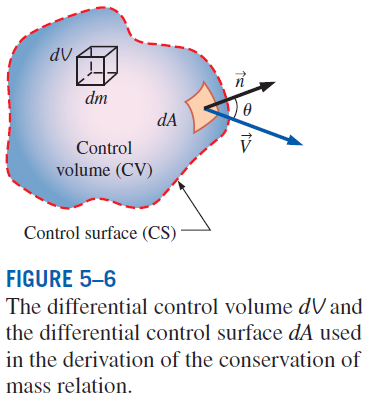 dV
dm
n⃗
θ
dA
V⃗
Control
volume (CV)
Control surface (CS)
FIGURE 5–6
The differential control volume dV and
the differential control surface dA used
in the derivation of the conservation of
mass relation.